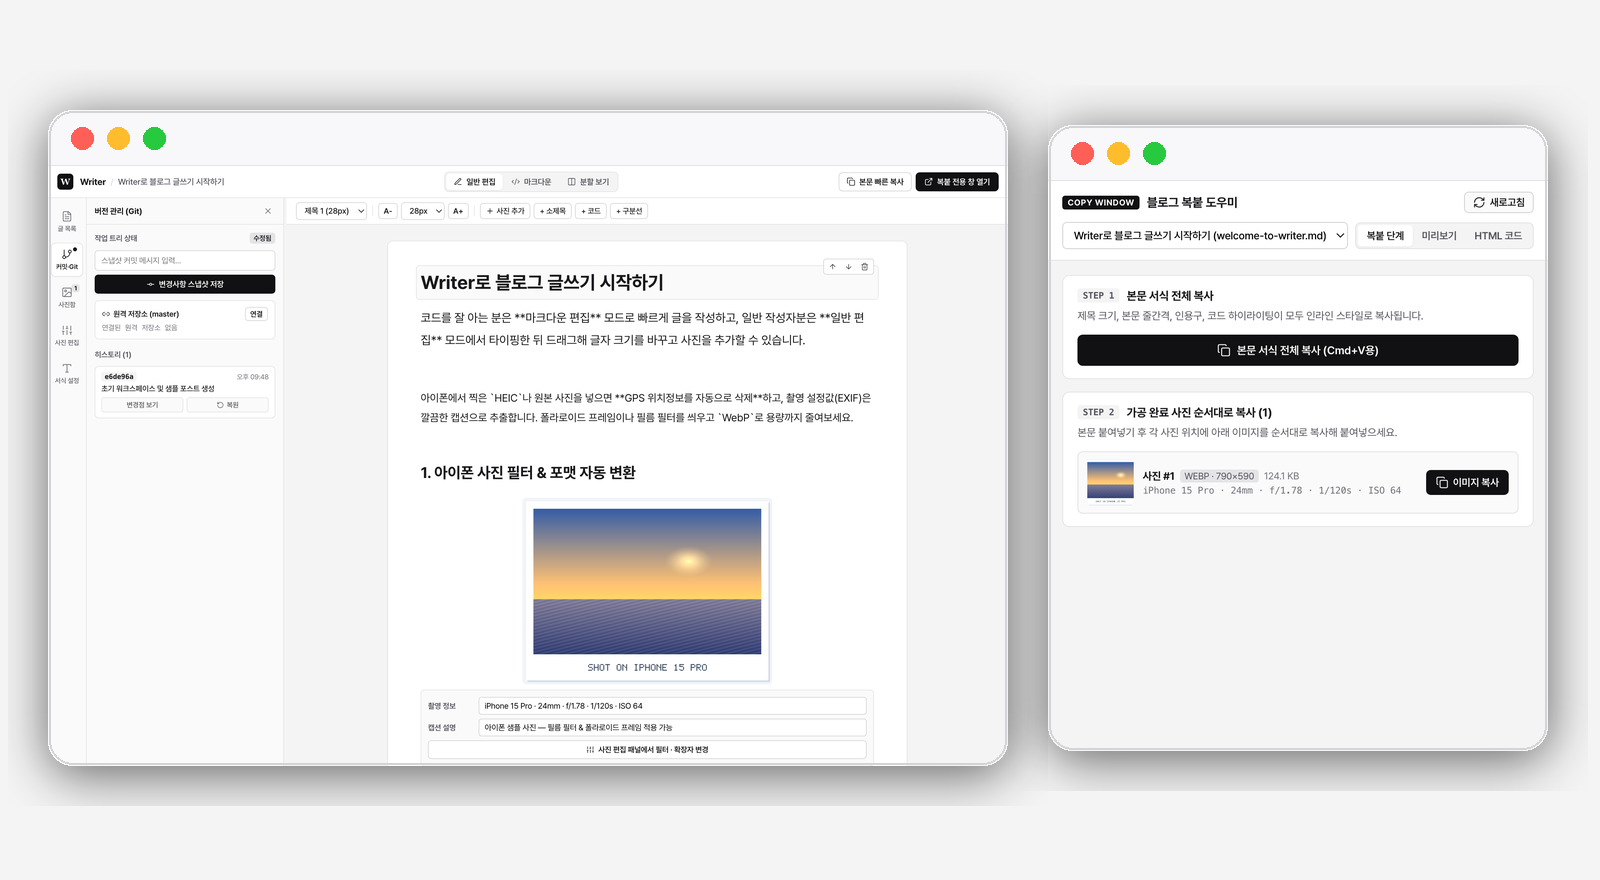 W Writer / Writer로 블로그 글쓰기 시작하기
일반 편집 마크다운 분할 보기
본문 빠른 복사 복붙 전용 창 열기
글 목록
커밋·Git
1
사진함
사진 편집
서식 설정
버전 관리 (Git)
작업 트리 상태 수정됨
스냅샷 커밋 메시지 입력...
변경사항 스냅샷 저장
원격 저장소 (master) 연결
연결된 원격 저장소 없음
히스토리 (1)
e6de96a 오후 09:48
초기 워크스페이스 및 샘플 포스트 생성
변경점 보기 복원
제목 1 (28px) A- 28px A+ + 사진 추가 + 소제목 + 코드 + 구분선
Writer로 블로그 글쓰기 시작하기
코드를 잘 아는 분은 **마크다운 편집** 모드로 빠르게 글을 작성하고, 일반 작성자분은 **일반 편
집** 모드에서 타이핑한 뒤 드래그해 글자 크기를 바꾸고 사진을 추가할 수 있습니다.
아이폰에서 찍은 `HEIC`나 원본 사진을 넣으면 **GPS 위치정보를 자동으로 삭제**하고, 촬영 설정값(EXIF)은
깔끔한 캡션으로 추출합니다. 폴라로이드 프레임이나 필름 필터를 씌우고 `WebP`로 용량까지 줄여보세요.
1. 아이폰 사진 필터 & 포맷 자동 변환
SHOT ON IPHONE 15 PRO
촬영 정보 iPhone 15 Pro · 24mm · f/1.78 · 1/120s · ISO 64
캡션 설명 아이폰 샘플 사진 — 필름 필터 & 폴라로이드 프레임 적용 가능
사진 편집 패널에서 필터 · 확장자 변경
COPY WINDOW 블로그 복붙 도우미 새로고침
Writer로 블로그 글쓰기 시작하기 (welcome-to-writer.md) 복붙 단계 미리보기 HTML 코드
STEP 1 본문 서식 전체 복사
제목 크기, 본문 줄간격, 인용구, 코드 하이라이팅이 모두 인라인 스타일로 복사됩니다.
본문 서식 전체 복사 (Cmd+V용)
STEP 2 가공 완료 사진 순서대로 복사 (1)
본문 붙여넣기 후 각 사진 위치에 아래 이미지를 순서대로 복사해 붙여넣으세요.
사진 #1 WEBP · 790×590 124.1 KB
iPhone 15 Pro · 24mm · f/1.78 · 1/120s · ISO 64
이미지 복사